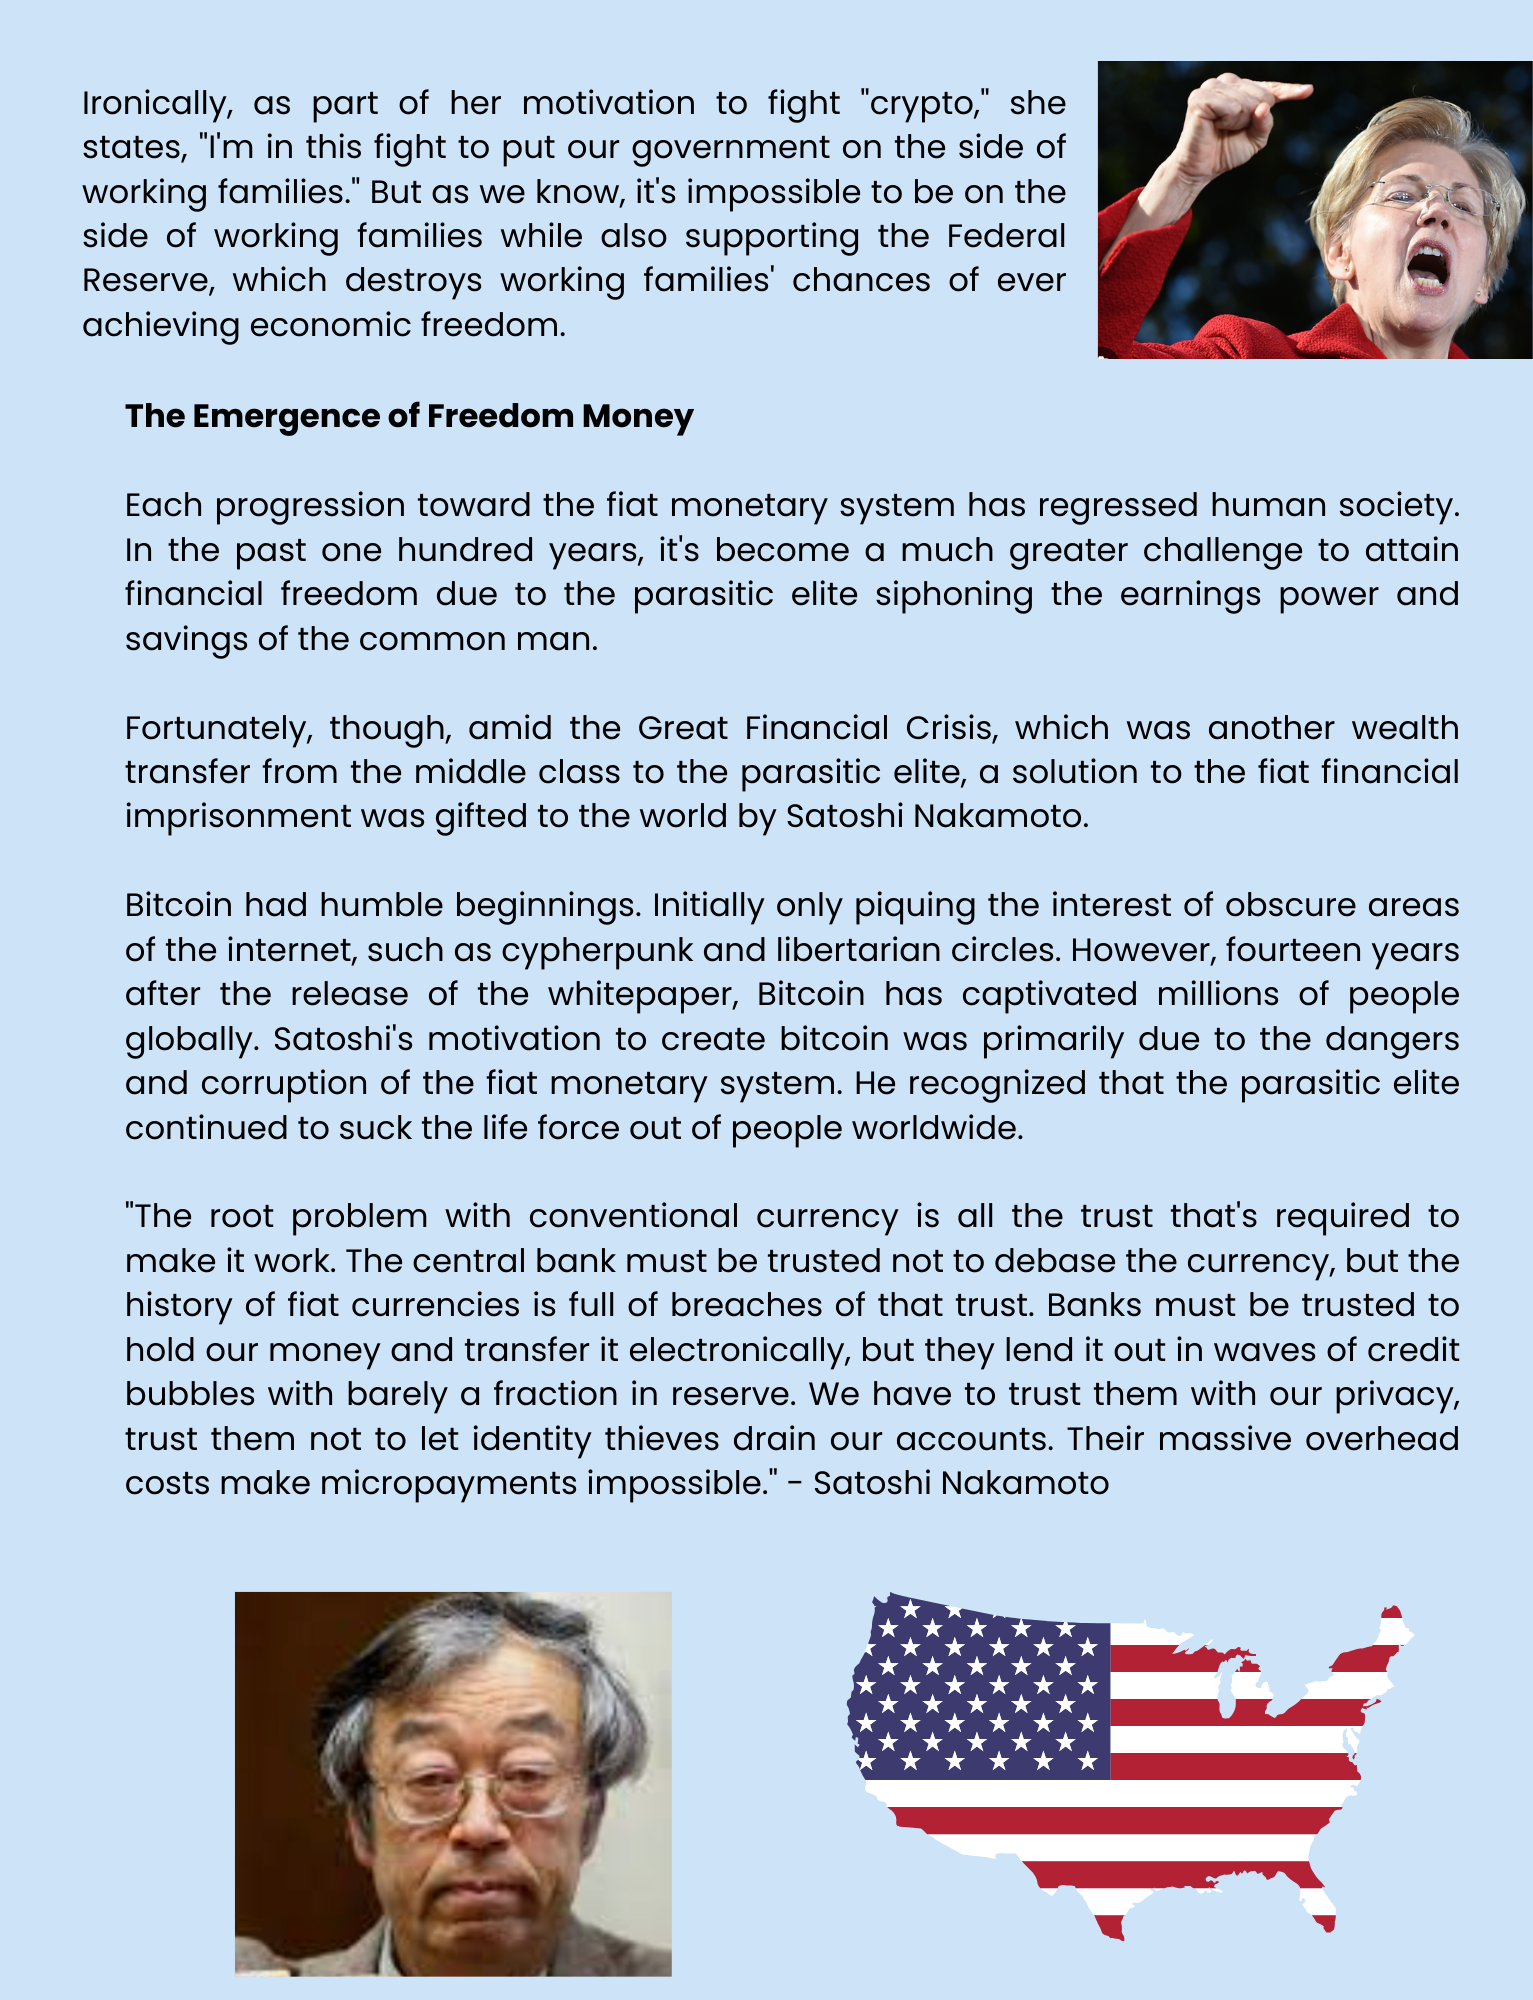 Ironically, as part of her motivation to fight "crypto," she
states, "I'm in this fight to put our government on the side of
working families." But as we know, it's impossible to be on the
side of working families while also supporting the Federal
Reserve, which destroys working families' chances of ever
achieving economic freedom.
The Emergence of Freedom Money
Each progression toward the fiat monetary system has regressed human society.
In the past one hundred years, it's become a much greater challenge to attain
financial freedom due to the parasitic elite siphoning the earnings power and
savings of the common man.
Fortunately, though, amid the Great Financial Crisis, which was another wealth
transfer from the middle class to the parasitic elite, a solution to the fiat financial
imprisonment was gifted to the world by Satoshi Nakamoto.
Bitcoin had humble beginnings. Initially only piquing the interest of obscure areas
of the internet, such as cypherpunk and libertarian circles. However, fourteen years
after the release of the whitepaper, Bitcoin has captivated millions of people
globally. Satoshi's motivation to create bitcoin was primarily due to the dangers
and corruption of the fiat monetary system. He recognized that the parasitic elite
continued to suck the life force out of people worldwide.
"The root problem with conventional currency is all the trust that's required to
make it work. The central bank must be trusted not to debase the currency, but the
history of fiat currencies is full of breaches of that trust. Banks must be trusted to
hold our money and transfer it electronically, but they lend it out in waves of credit
bubbles with barely a fraction in reserve. We have to trust them with our privacy,
trust them not to let identity thieves drain our accounts. Their massive overhead
costs make micropayments impossible." - Satoshi Nakamoto